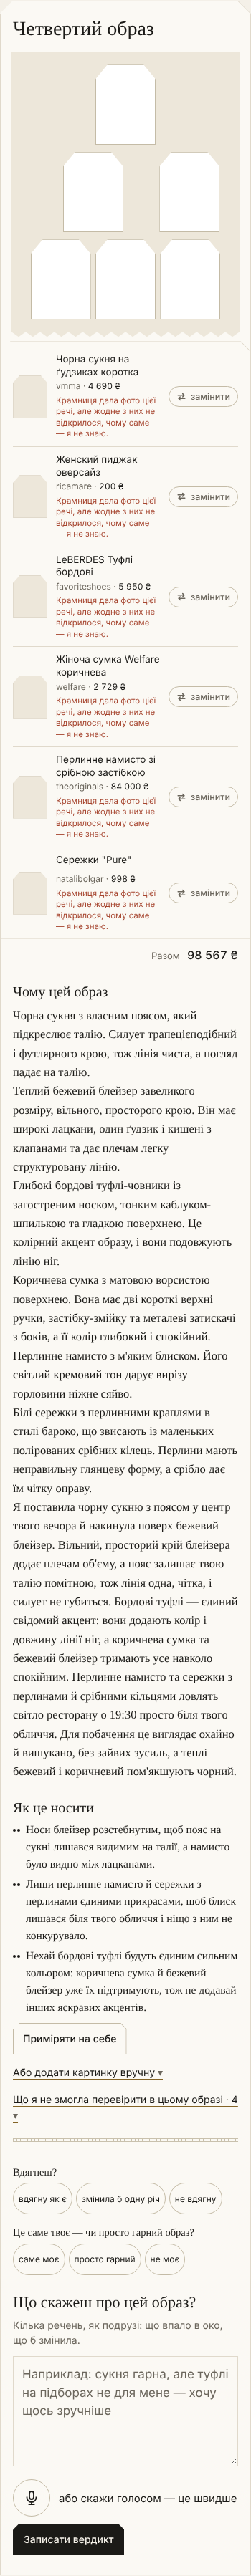 Четвертий образ
Чорна сукня на
ґудзиках коротка
vmma · 4 690 ₴
Крамниця дала фото цієї
речі, але жодне з них не
відкрилося, чому саме
— я не знаю.
замінити
Женский пиджак
оверсайз
ricamare · 200 ₴
Крамниця дала фото цієї
речі, але жодне з них не
відкрилося, чому саме
— я не знаю.
замінити
LeBERDES Туфлі
бордові
favoriteshoes · 5 950 ₴
Крамниця дала фото цієї
речі, але жодне з них не
відкрилося, чому саме
— я не знаю.
замінити
Жіноча сумка Welfare
коричнева
welfare · 2 729 ₴
Крамниця дала фото цієї
речі, але жодне з них не
відкрилося, чому саме
— я не знаю.
замінити
Перлинне намисто зі
срібною застібкою
theoriginals · 84 000 ₴
Крамниця дала фото цієї
речі, але жодне з них не
відкрилося, чому саме
— я не знаю.
замінити
Сережки "Pure"
natalibolgar · 998 ₴
Крамниця дала фото цієї
речі, але жодне з них не
відкрилося, чому саме
— я не знаю.
замінити
Разом 98 567 ₴
Чому цей образ
Чорна сукня з власним поясом, який
підкреслює талію. Силует трапецієподібний
і футлярного крою, тож лінія чиста, а погляд
падає на талію.
Теплий бежевий блейзер завеликого
розміру, вільного, просторого крою. Він має
широкі лацкани, один ґудзик і кишені з
клапанами та дає плечам легку
структуровану лінію.
Глибокі бордові туфлі-човники із
загостреним носком, тонким каблуком-
шпилькою та гладкою поверхнею. Це
колірний акцент образу, і вони подовжують
лінію ніг.
Коричнева сумка з матовою ворсистою
поверхнею. Вона має дві короткі верхні
ручки, застібку-змійку та металеві затискачі
з боків, а її колір глибокий і спокійний.
Перлинне намисто з м'яким блиском. Його
світлий кремовий тон дарує вирізу
горловини ніжне сяйво.
Білі сережки з перлинними краплями в
стилі бароко, що звисають із маленьких
полірованих срібних кілець. Перлини мають
неправильну глянцеву форму, а срібло дає
їм чітку оправу.
Я поставила чорну сукню з поясом у центр
твого вечора й накинула поверх бежевий
блейзер. Вільний, просторий крій блейзера
додає плечам об'єму, а пояс залишає твою
талію помітною, тож лінія одна, чітка, і
силует не губиться. Бордові туфлі — єдиний
свідомий акцент: вони додають колір і
довжину лінії ніг, а коричнева сумка та
бежевий блейзер тримають усе навколо
спокійним. Перлинне намисто та сережки з
перлинами й срібними кільцями ловлять
світло ресторану о 19:30 просто біля твого
обличчя. Для побачення це виглядає охайно
й вишукано, без зайвих зусиль, а теплі
бежевий і коричневий пом'якшують чорний.
Як це носити
•• Носи блейзер розстебнутим, щоб пояс на
сукні лишався видимим на талії, а намисто
було видно між лацканами.
•• Лиши перлинне намисто й сережки з
перлинами єдиними прикрасами, щоб блиск
лишався біля твого обличчя і ніщо з ним не
конкурувало.
•• Нехай бордові туфлі будуть єдиним сильним
кольором: коричнева сумка й бежевий
блейзер уже їх підтримують, тож не додавай
інших яскравих акцентів.
Приміряти на себе
Або додати картинку вручну ▾
Що я не змогла перевірити в цьому образі · 4
▾
Вдягнеш?
вдягну як є
змінила б одну річ
не вдягну
Це саме твоє — чи просто гарний образ?
саме моє
просто гарний
не моє
Що скажеш про цей образ?
Кілька речень, як подрузі: що впало в око,
що б змінила.
Наприклад: сукня гарна, але туфлі
на підборах не для мене — хочу
щось зручніше
або скажи голосом — це швидше
Записати вердикт